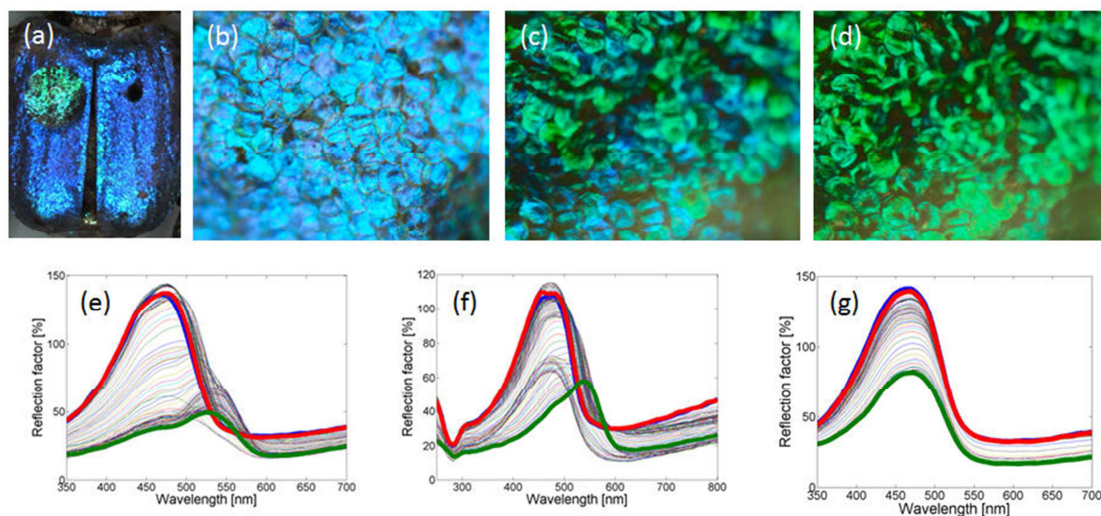 (a)
(b)
(c)
(d)
(e)
150
100
50
0
Reflection factor [%]
350 400 450 500 550 600 650 700
Wavelength [nm]
(f)
120
100
80
60
40
20
0
Reflection factor [%]
300 400 500 600 700 800
Wavelength [nm]
(g)
150
100
50
0
Reflection factor [%]
350 400 450 500 550 600 650 700
Wavelength [nm]